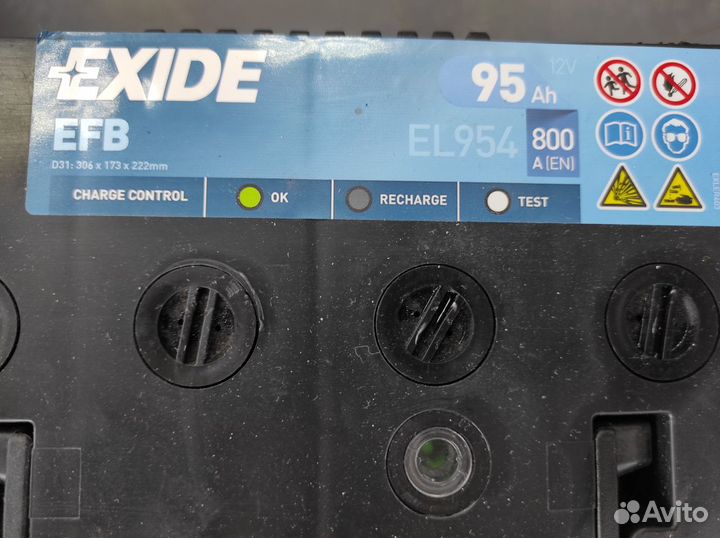 EXIDE
95 Ah
12V
EFB
EL954
800
A (EN)
D31: 306 x 173 x 222mm
CHARGE CONTROL
OK
RECHARGE
TEST
Avito